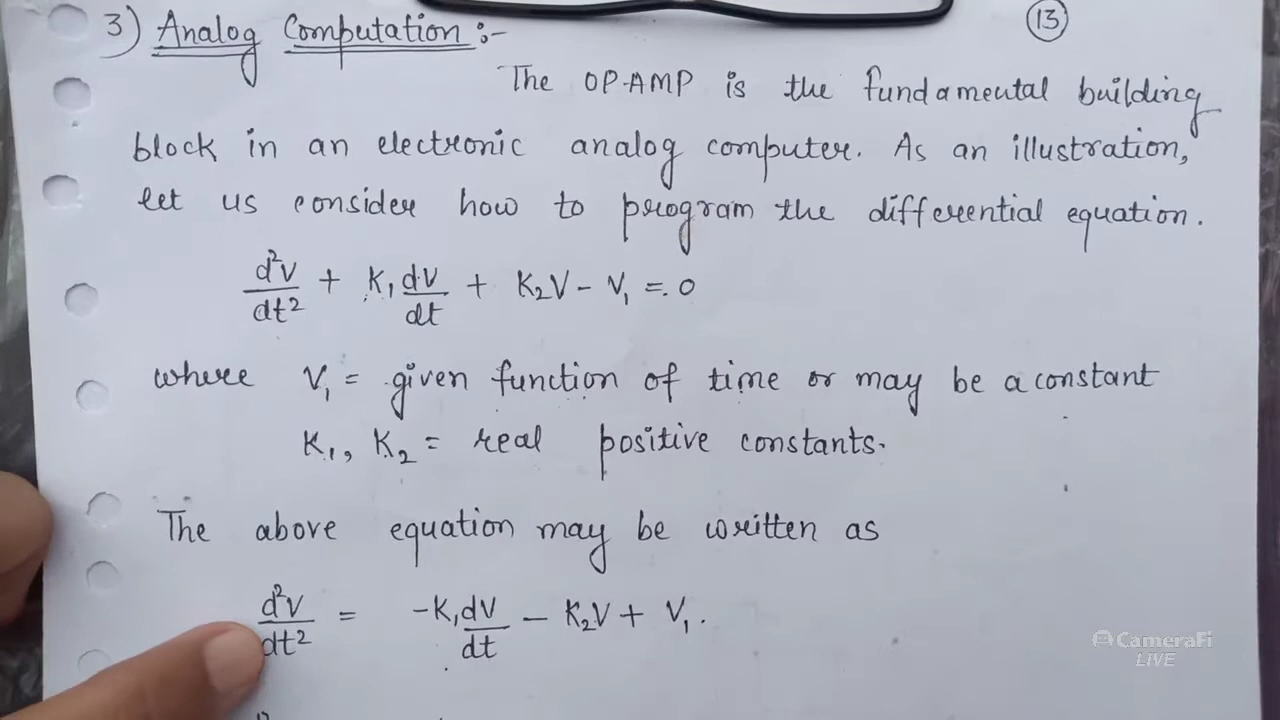 3) Analog Computation :-
13
The OP-AMP is the fundamental building
block in an electronic analog computer. As an illustration,
let us consider how to program the differential equation.
d²V/dt² + K₁ dV/dt + K₂V - V₁ = 0
where V₁ = given function of time or may be a constant
K₁, K₂ = real positive constants.
The above equation may be written as
d²V/dt² = -K₁ dV/dt - K₂V + V₁.
CameraFi
LIVE